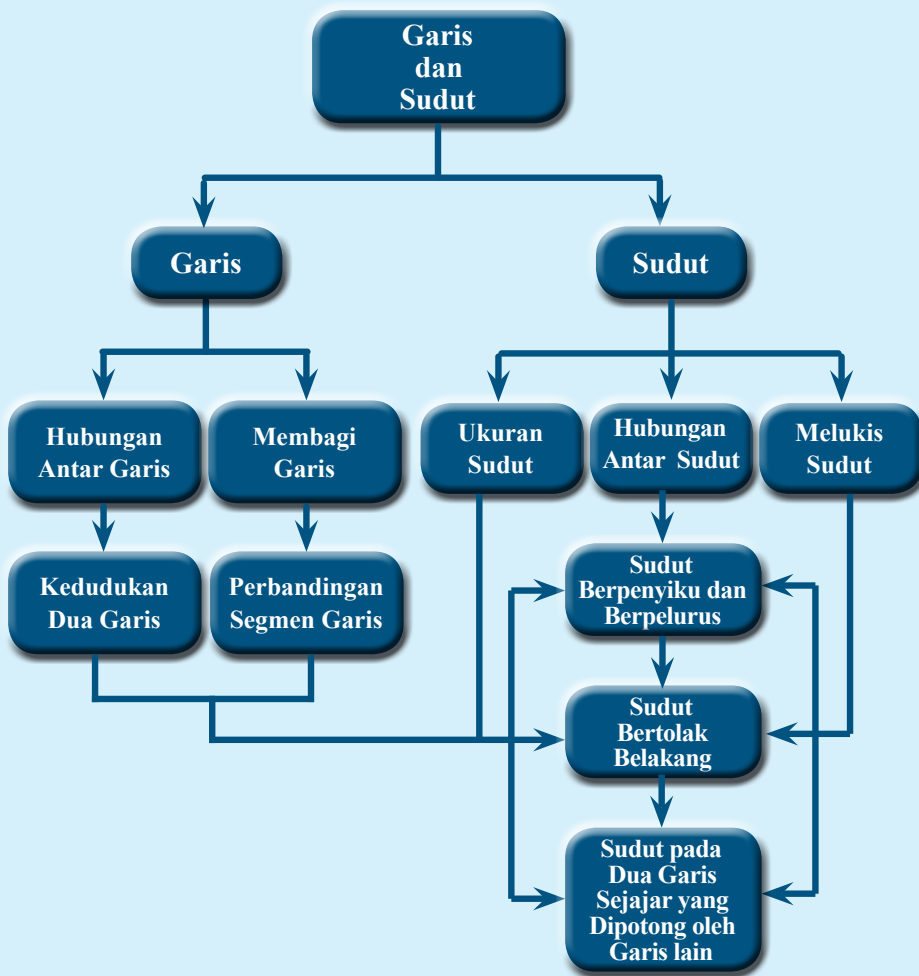 Garis
dan
Sudut
Garis
Sudut
Hubungan
Antar Garis
Membagi
Garis
Ukuran
Sudut
Hubungan
Antar Sudut
Melukis
Sudut
Kedudukan
Dua Garis
Perbandingan
Segmen Garis
Sudut
Berpenyiku dan
Berpelurus
Sudut
Bertolak
Belakang
Sudut pada
Dua Garis
Sejajar yang
Dipotong oleh
Garis lain